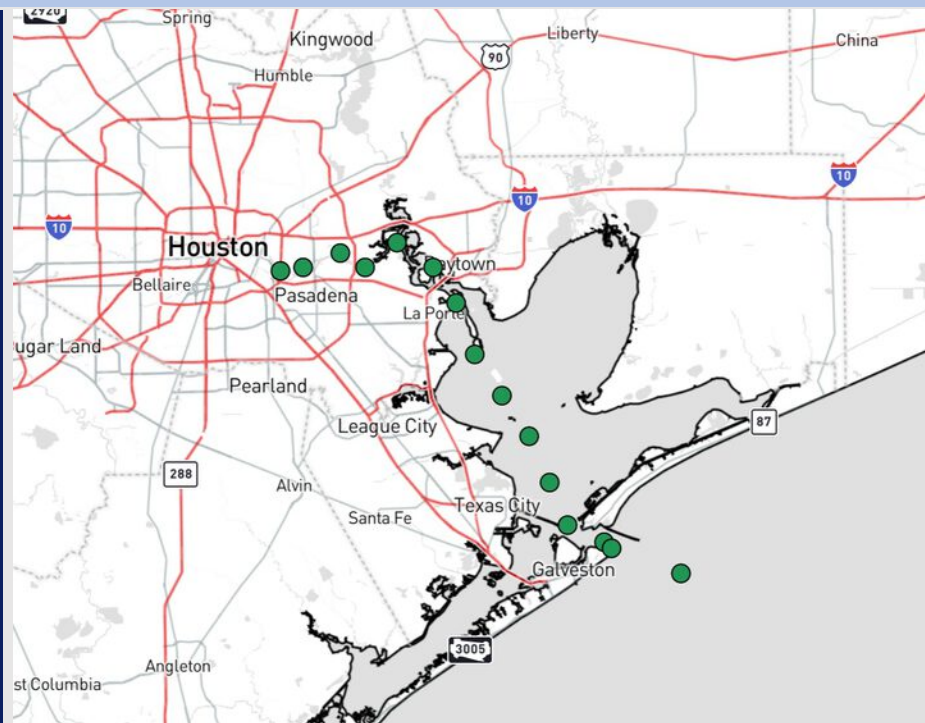 2920
Spring
Kingwood
Liberty
China
90
Humble
10
10
10
Houston
Baytown
Bellaire
Pasadena
La Porte
ugar Land
Pearland
League City
87
288
Alvin
Texas City
Santa Fe
Galveston
3005
Angleton
st Columbia